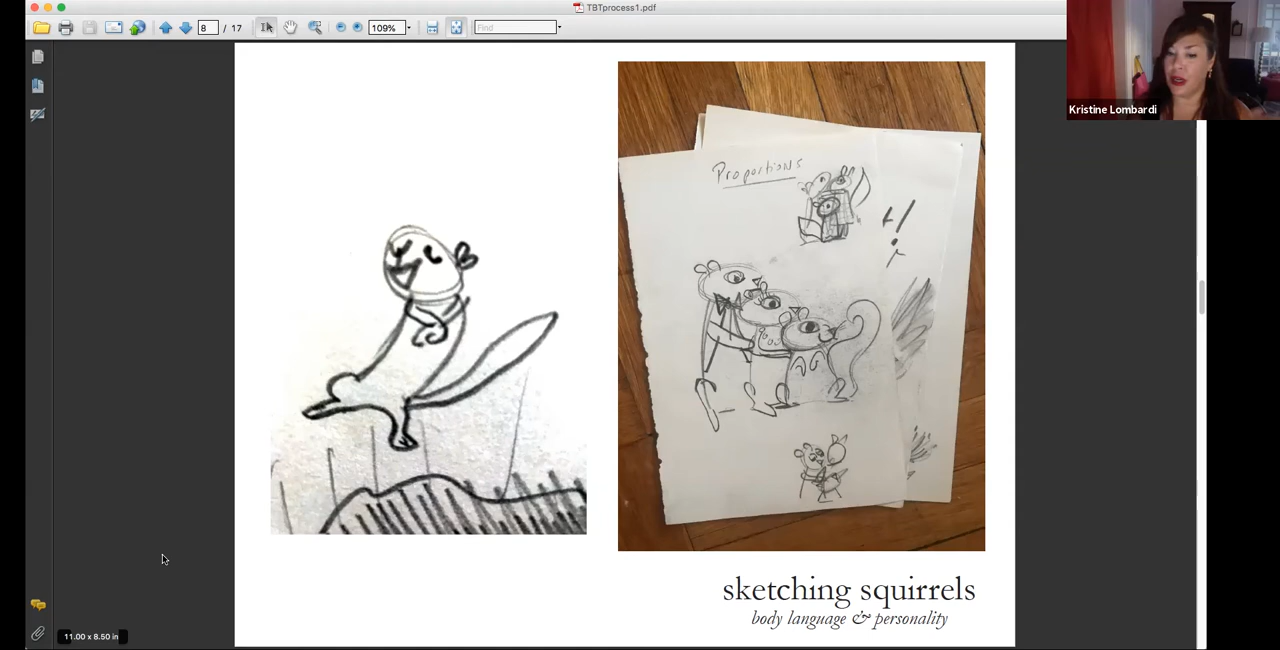 TBTprocess1.pdf
8 / 17
109%
Find
Kristine Lombardi
Proportions
sketching squirrels
body language & personality
11.00 x 8.50 in